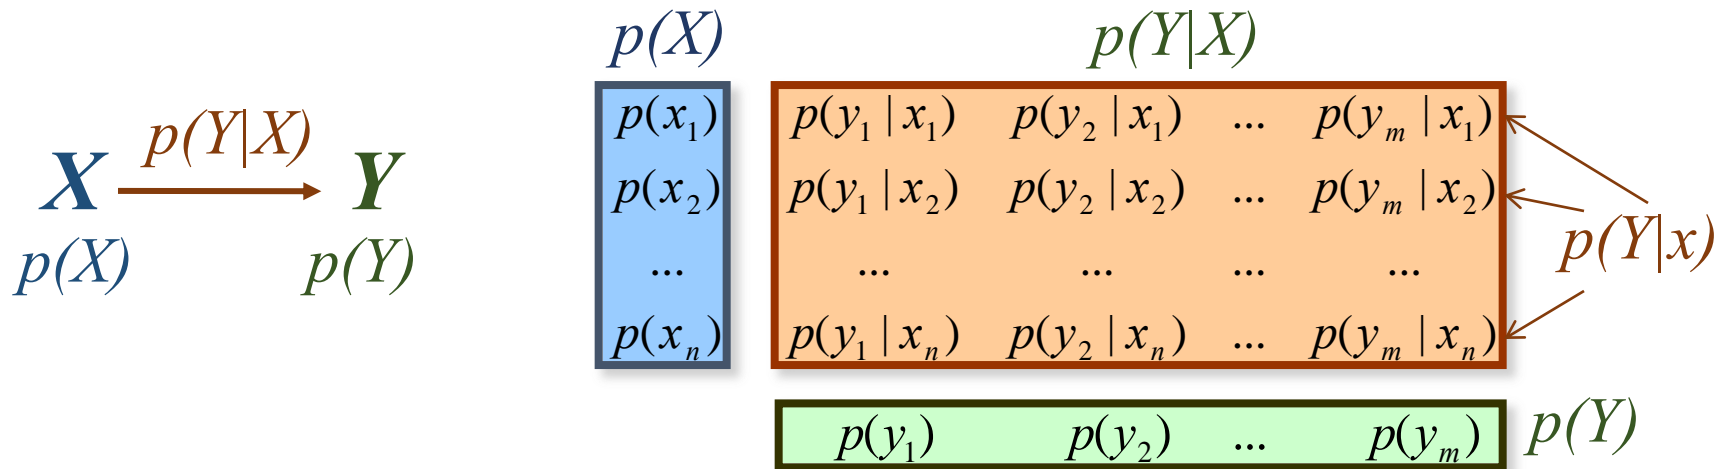 p(Y|X)
X Y
p(X) p(Y)
p(X) p(Y|X)
p(x₁) p(y₁ | x₁) p(y₂ | x₁) ... p(yₘ | x₁)
p(x₂) p(y₁ | x₂) p(y₂ | x₂) ... p(yₘ | x₂)
... ... ... ... ...
p(xₙ) p(y₁ | xₙ) p(y₂ | xₙ) ... p(yₘ | xₙ)
p(Y|x)
p(y₁) p(y₂) ... p(yₘ) p(Y)